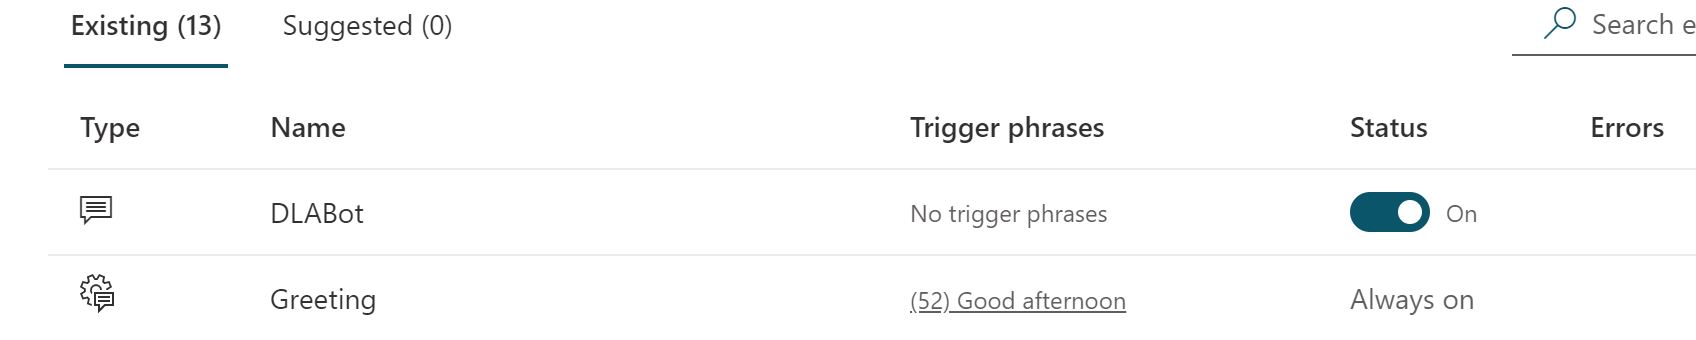 Existing (13) Suggested (0) Search e
Type Name Trigger phrases Status Errors
DLABot No trigger phrases On
Greeting (52) Good afternoon Always on